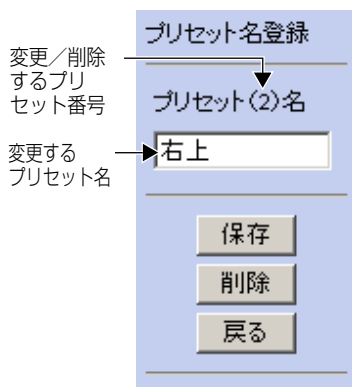 プリセット名登録
変更／削除
するプリ
セット番号
プリセット(2)名
変更する
プリセット名
右上
保存
削除
戻る